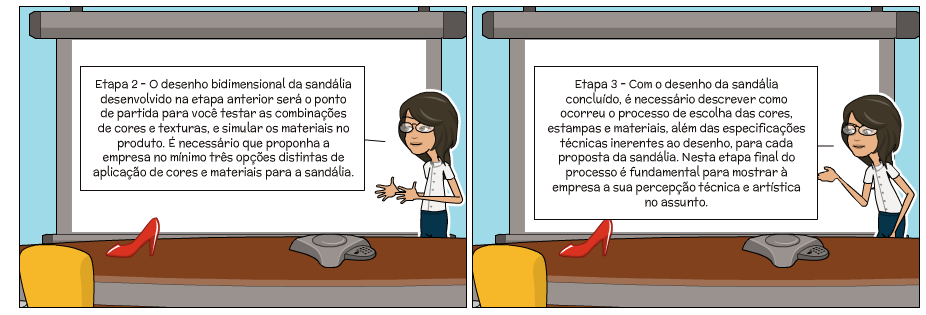 Etapa 2 - O desenho bidimensional da sandália
desenvolvido na etapa anterior será o ponto
de partida para você testar as combinações
de cores e texturas, e simular os materiais no
produto. É necessário que proponha a
empresa no mínimo três opções distintas de
aplicação de cores e materiais para a sandália.
Etapa 3 - Com o desenho da sandália
concluído, é necessário descrever como
ocorreu o processo de escolha das cores,
estampas e materiais, além das especificações
técnicas inerentes ao desenho, para cada
proposta da sandália. Nesta etapa final do
processo é fundamental para mostrar à
empresa a sua percepção técnica e artística
no assunto.